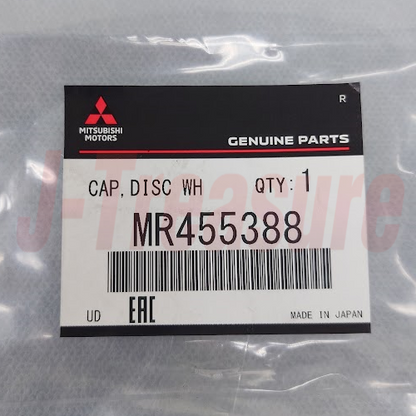 R
MITSUBISHI
MOTORS
GENUINE PARTS
CAP, DISC WH QTY: 1
MR455388
UD EAC MADE IN JAPAN
J-Treasure